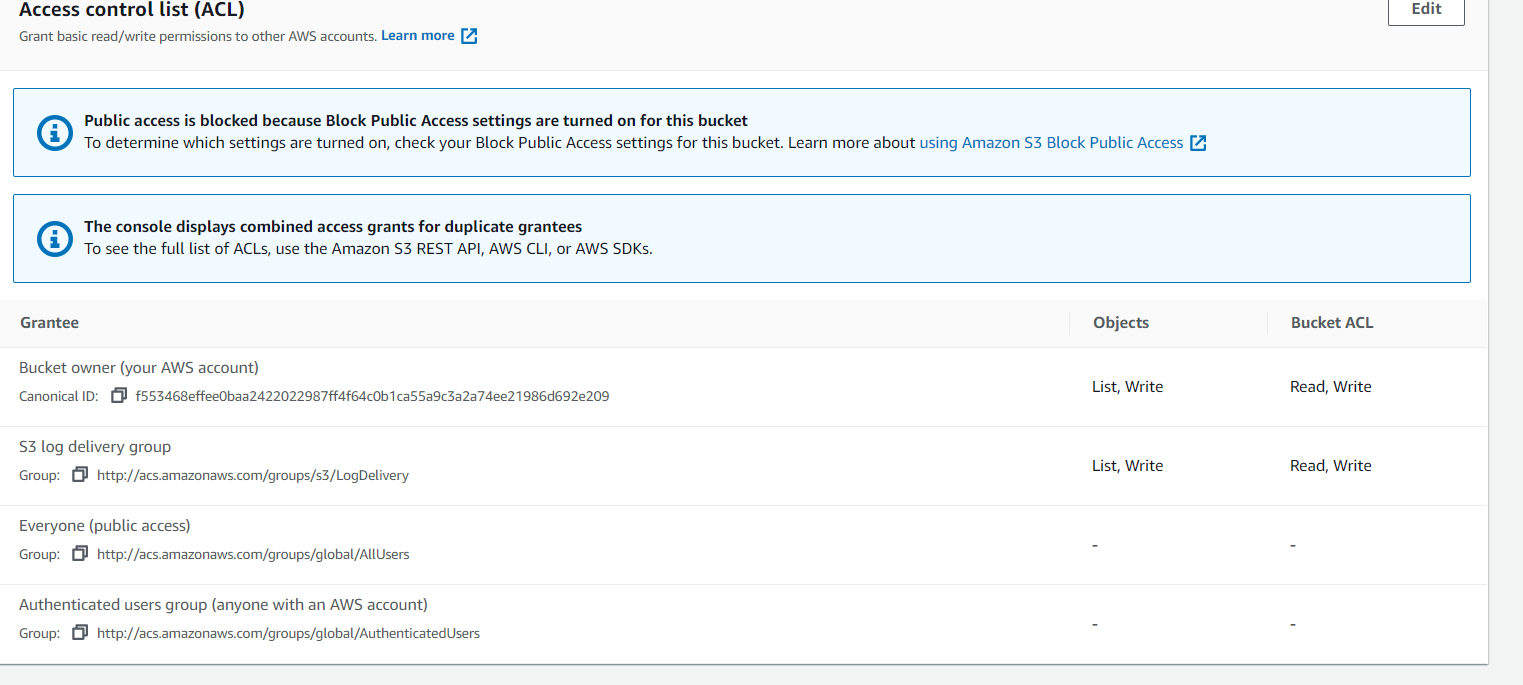 Access control list (ACL)
Edit
Grant basic read/write permissions to other AWS accounts. Learn more
Public access is blocked because Block Public Access settings are turned on for this bucket
To determine which settings are turned on, check your Block Public Access settings for this bucket. Learn more about using Amazon S3 Block Public Access
The console displays combined access grants for duplicate grantees
To see the full list of ACLs, use the Amazon S3 REST API, AWS CLI, or AWS SDKs.
Grantee Objects Bucket ACL
Bucket owner (your AWS account)
List, Write Read, Write
Canonical ID: f553468effee0baa2422022987ff4f64c0b1ca55a9c3a2a74ee21986d692e209
S3 log delivery group
List, Write Read, Write
Group: http://acs.amazonaws.com/groups/s3/LogDelivery
Everyone (public access)
- -
Group: http://acs.amazonaws.com/groups/global/AllUsers
Authenticated users group (anyone with an AWS account)
- -
Group: http://acs.amazonaws.com/groups/global/AuthenticatedUsers